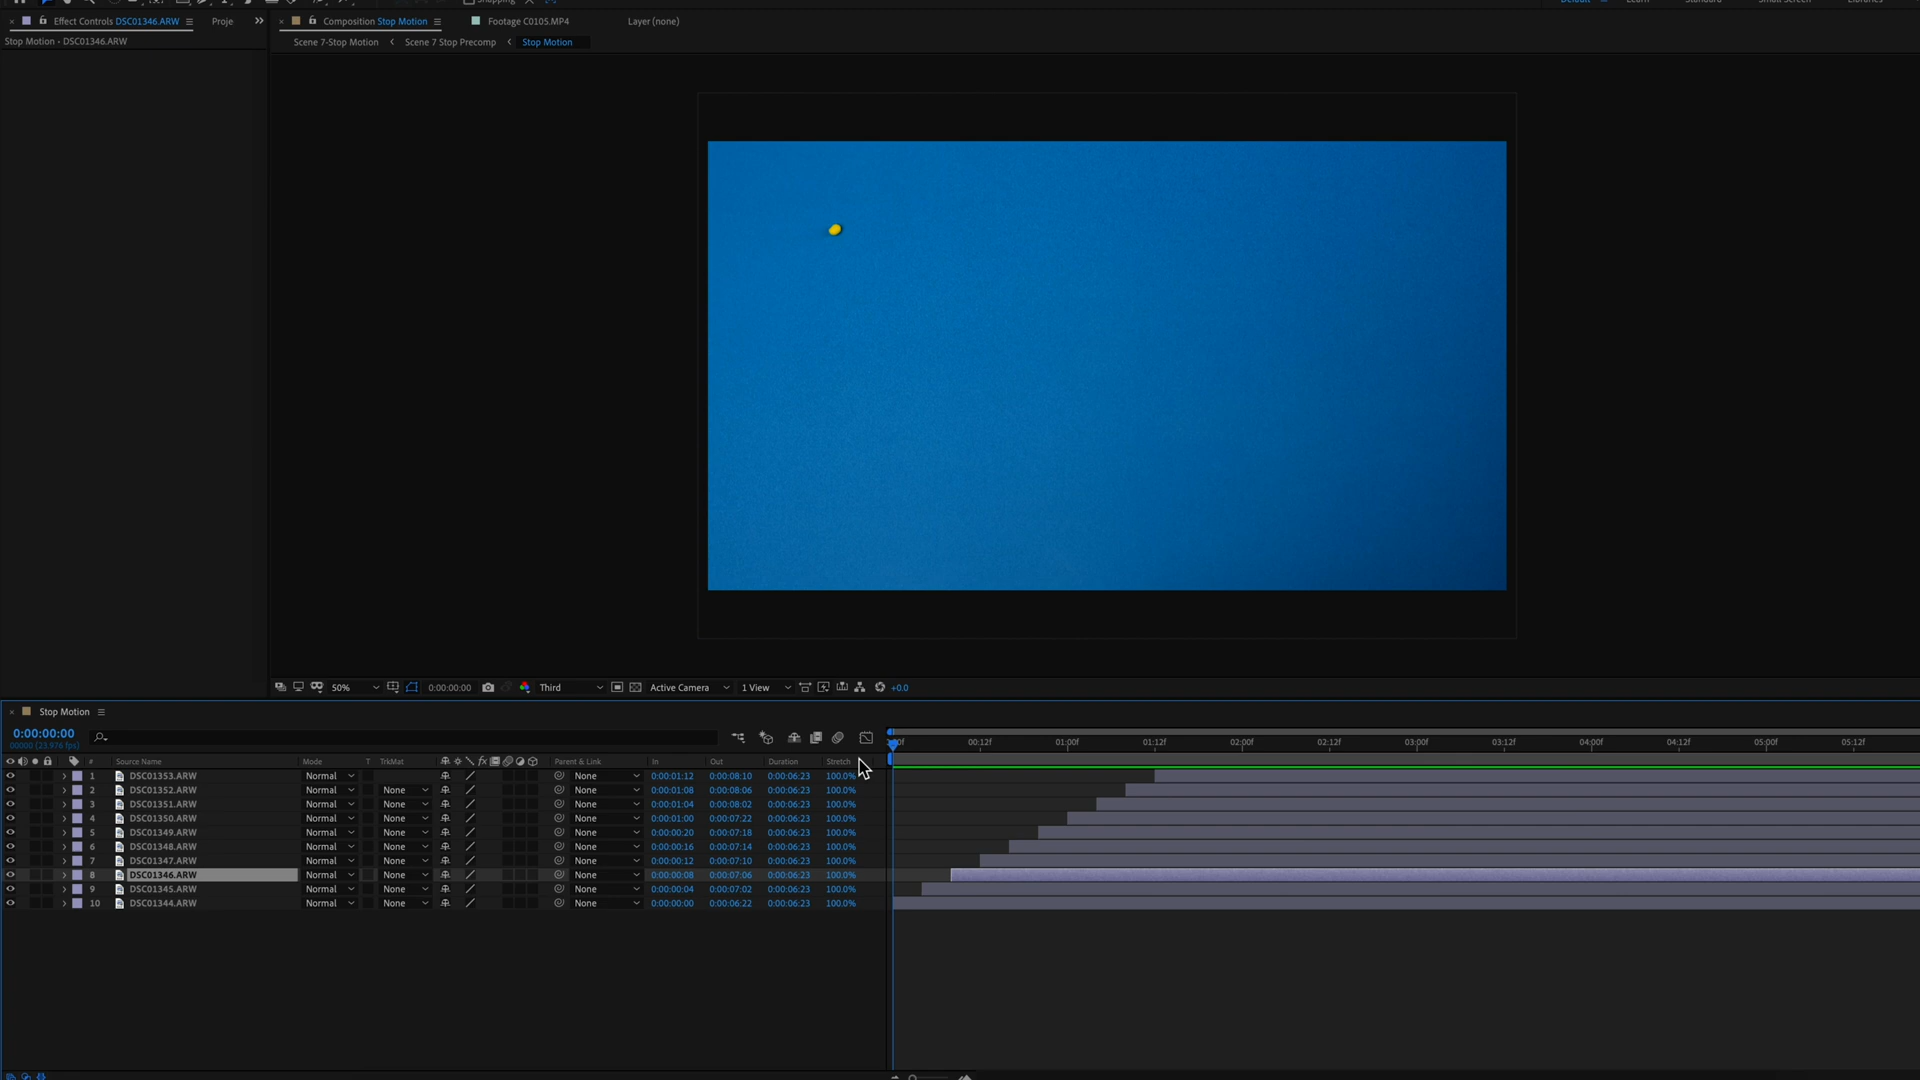 Snapping
Default Learn Standard Small Screen Libraries
Effect Controls DSC01346.ARW Proje
Composition Stop Motion Footage C0105.MP4 Layer (none)
Stop Motion • DSC01346.ARW
Scene 7-Stop Motion Scene 7 Stop Precomp Stop Motion
50% 0:00:00:00 Third Active Camera 1 View +0.0
Stop Motion
0:00:00:00
00000 (23.976 fps)
00f 00:12f 01:00f 01:12f 02:00f 02:12f 03:00f 03:12f 04:00f 04:12f 05:00f 05:12f
# Source Name Mode T TrkMat fx Parent & Link In Out Duration Stretch
1 DSC01353.ARW Normal None 0:00:01:12 0:00:08:10 0:00:06:23 100.0%
2 DSC01352.ARW Normal None None 0:00:01:08 0:00:08:06 0:00:06:23 100.0%
3 DSC01351.ARW Normal None None 0:00:01:04 0:00:08:02 0:00:06:23 100.0%
4 DSC01350.ARW Normal None None 0:00:01:00 0:00:07:22 0:00:06:23 100.0%
5 DSC01349.ARW Normal None None 0:00:00:20 0:00:07:18 0:00:06:23 100.0%
6 DSC01348.ARW Normal None None 0:00:00:16 0:00:07:14 0:00:06:23 100.0%
7 DSC01347.ARW Normal None None 0:00:00:12 0:00:07:10 0:00:06:23 100.0%
8 DSC01346.ARW Normal None None 0:00:00:08 0:00:07:06 0:00:06:23 100.0%
9 DSC01345.ARW Normal None None 0:00:00:04 0:00:07:02 0:00:06:23 100.0%
10 DSC01344.ARW Normal None None 0:00:00:00 0:00:06:22 0:00:06:23 100.0%